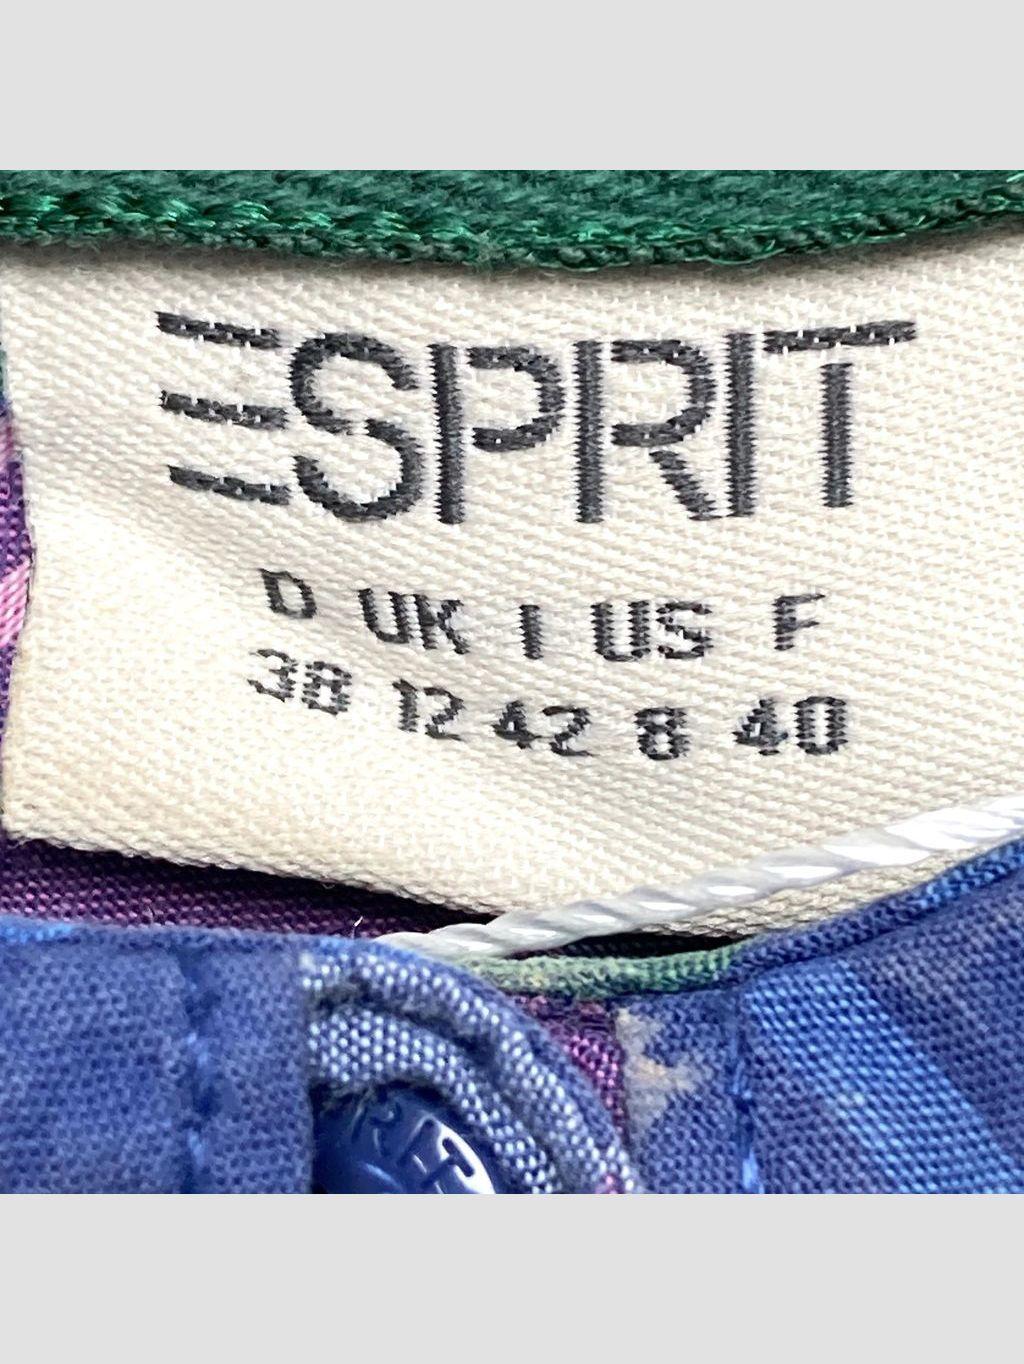 ESPRIT
D UK I US F
38 12 42 8 40